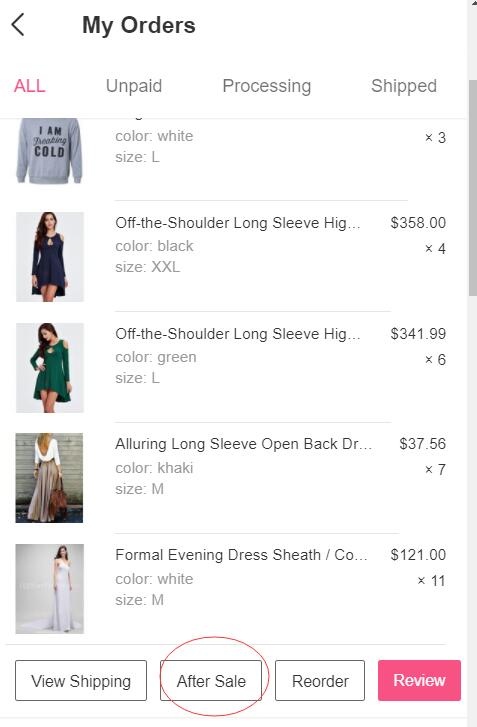 My Orders
ALL Unpaid Processing Shipped
I AM
Freaking
COLD
color: white × 3
size: L
Off-the-Shoulder Long Sleeve Hig... $358.00
color: black × 4
size: XXL
Off-the-Shoulder Long Sleeve Hig... $341.99
color: green × 6
size: L
Alluring Long Sleeve Open Back Dr... $37.56
color: khaki × 7
size: M
Formal Evening Dress Sheath / Co... $121.00
color: white × 11
size: M
View Shipping After Sale Reorder Review